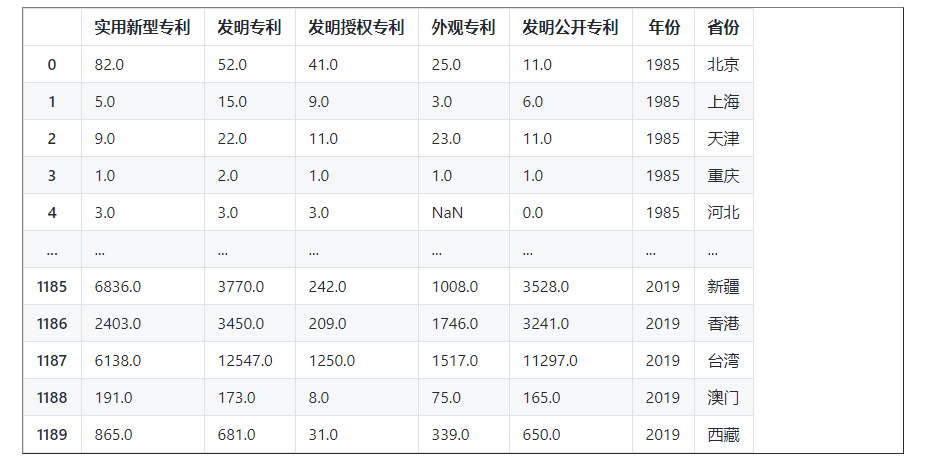 实用新型专利 发明专利 发明授权专利 外观专利 发明公开专利 年份 省份
0 82.0 52.0 41.0 25.0 11.0 1985 北京
1 5.0 15.0 9.0 3.0 6.0 1985 上海
2 9.0 22.0 11.0 23.0 11.0 1985 天津
3 1.0 2.0 1.0 1.0 1.0 1985 重庆
4 3.0 3.0 3.0 NaN 0.0 1985 河北
... ... ... ... ... ... ... ...
1185 6836.0 3770.0 242.0 1008.0 3528.0 2019 新疆
1186 2403.0 3450.0 209.0 1746.0 3241.0 2019 香港
1187 6138.0 12547.0 1250.0 1517.0 11297.0 2019 台湾
1188 191.0 173.0 8.0 75.0 165.0 2019 澳门
1189 865.0 681.0 31.0 339.0 650.0 2019 西藏